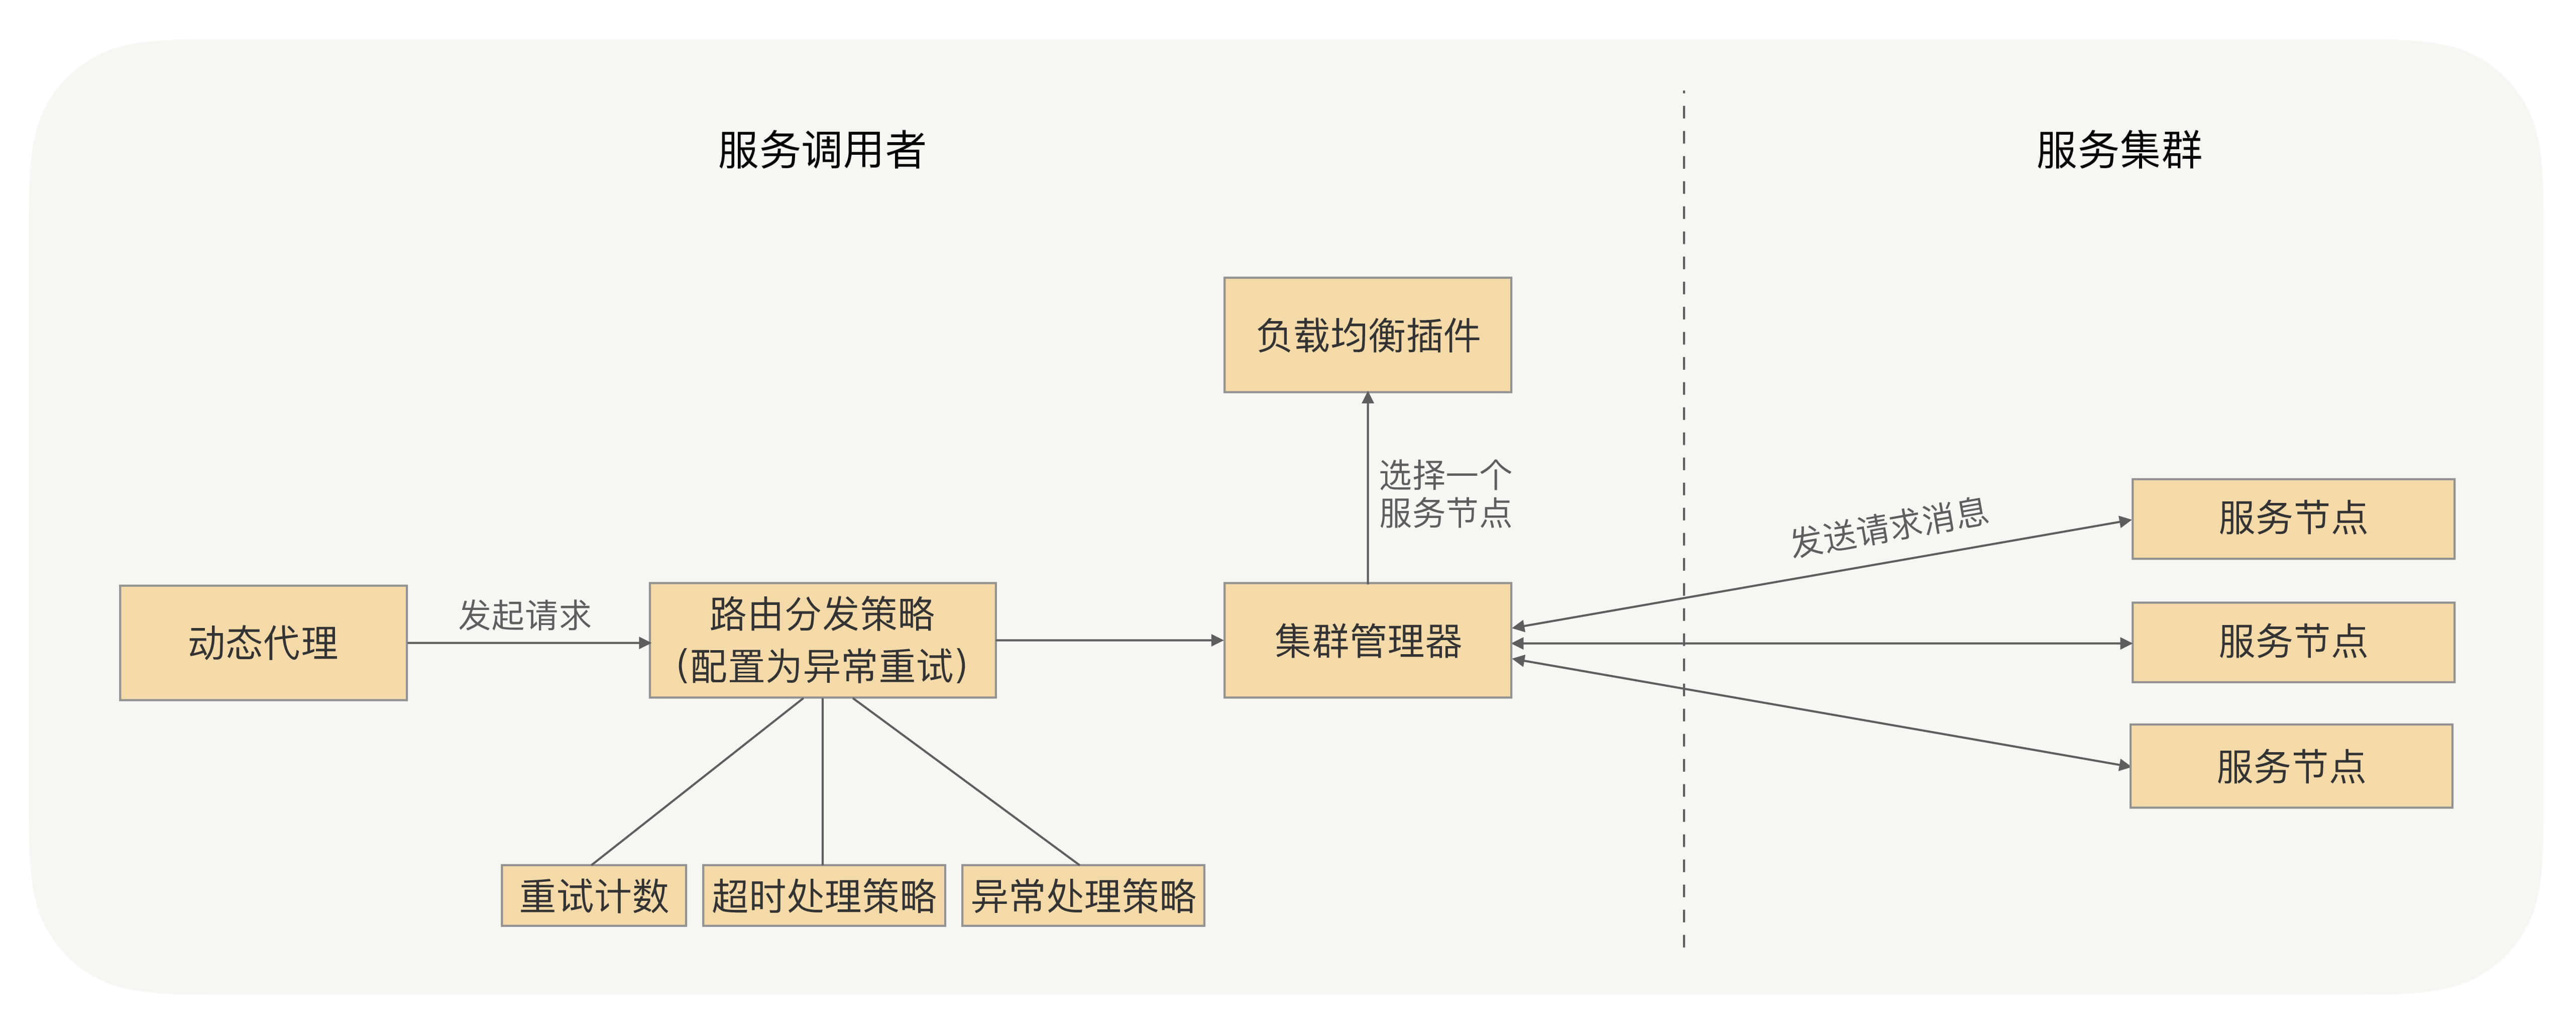 服务调用者
服务集群
负载均衡插件
选择一个
服务节点
发送请求消息
服务节点
动态代理
发起请求
路由分发策略
(配置为异常重试)
集群管理器
服务节点
服务节点
重试计数
超时处理策略
异常处理策略